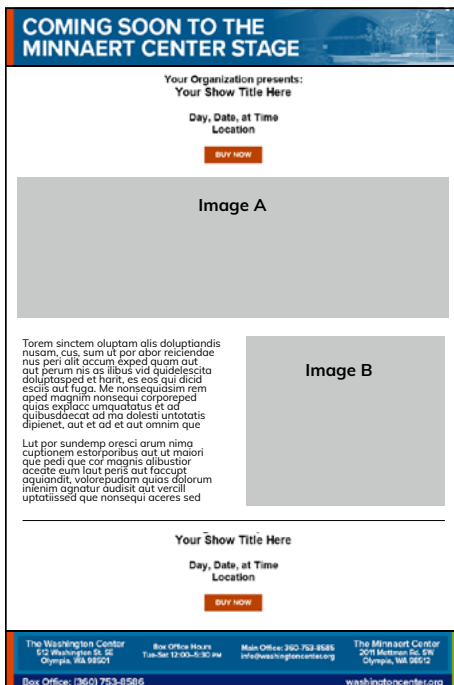 COMING SOON TO THE
MINNAERT CENTER STAGE
Your Organization presents:
Your Show Title Here
Day, Date, at Time
Location
BUY NOW
Image A
Torem sinctem oluptam alis doluptiandis
nusam, cus, sum ut por abor reiciendae
nus peri alit accum exped quam aut
aut perum nis as ilibus vid quidelescita
doluptasped et harit, es eos qui dicid
esciis aut fuga. Me nonsequiasim rem
aped magnim nonsequi corporeped
quias explacc umquatatus et ad
quibusdaecat ad ma dolesti untotatis
dipienet, aut et ad et aut omnim que
Lut por sundemp oresci arum nima
cuptionem estoribus aut ut maiori
que pedi que cor magnis alibustior
aceate eum laut peris aut faccupt
aquiandit, volorepudam quias dolorum
inienim agnatur audisit aut vercill
uptatiissed que nonsequi aceres sed
Image B
Your Show Title Here
Day, Date, at Time
Location
BUY NOW
The Washington Center
512 Washington St. SE
Olympia, WA 98501
Box Office Hours
Tue-Sat 12:00–5:30 PM
Main Office: 360-753-8585
info@washingtoncenter.org
The Minnaert Center
2011 Mottman Rd. SW
Olympia, WA 98512
Box Office: (360) 753-8586
washingtoncenter.org